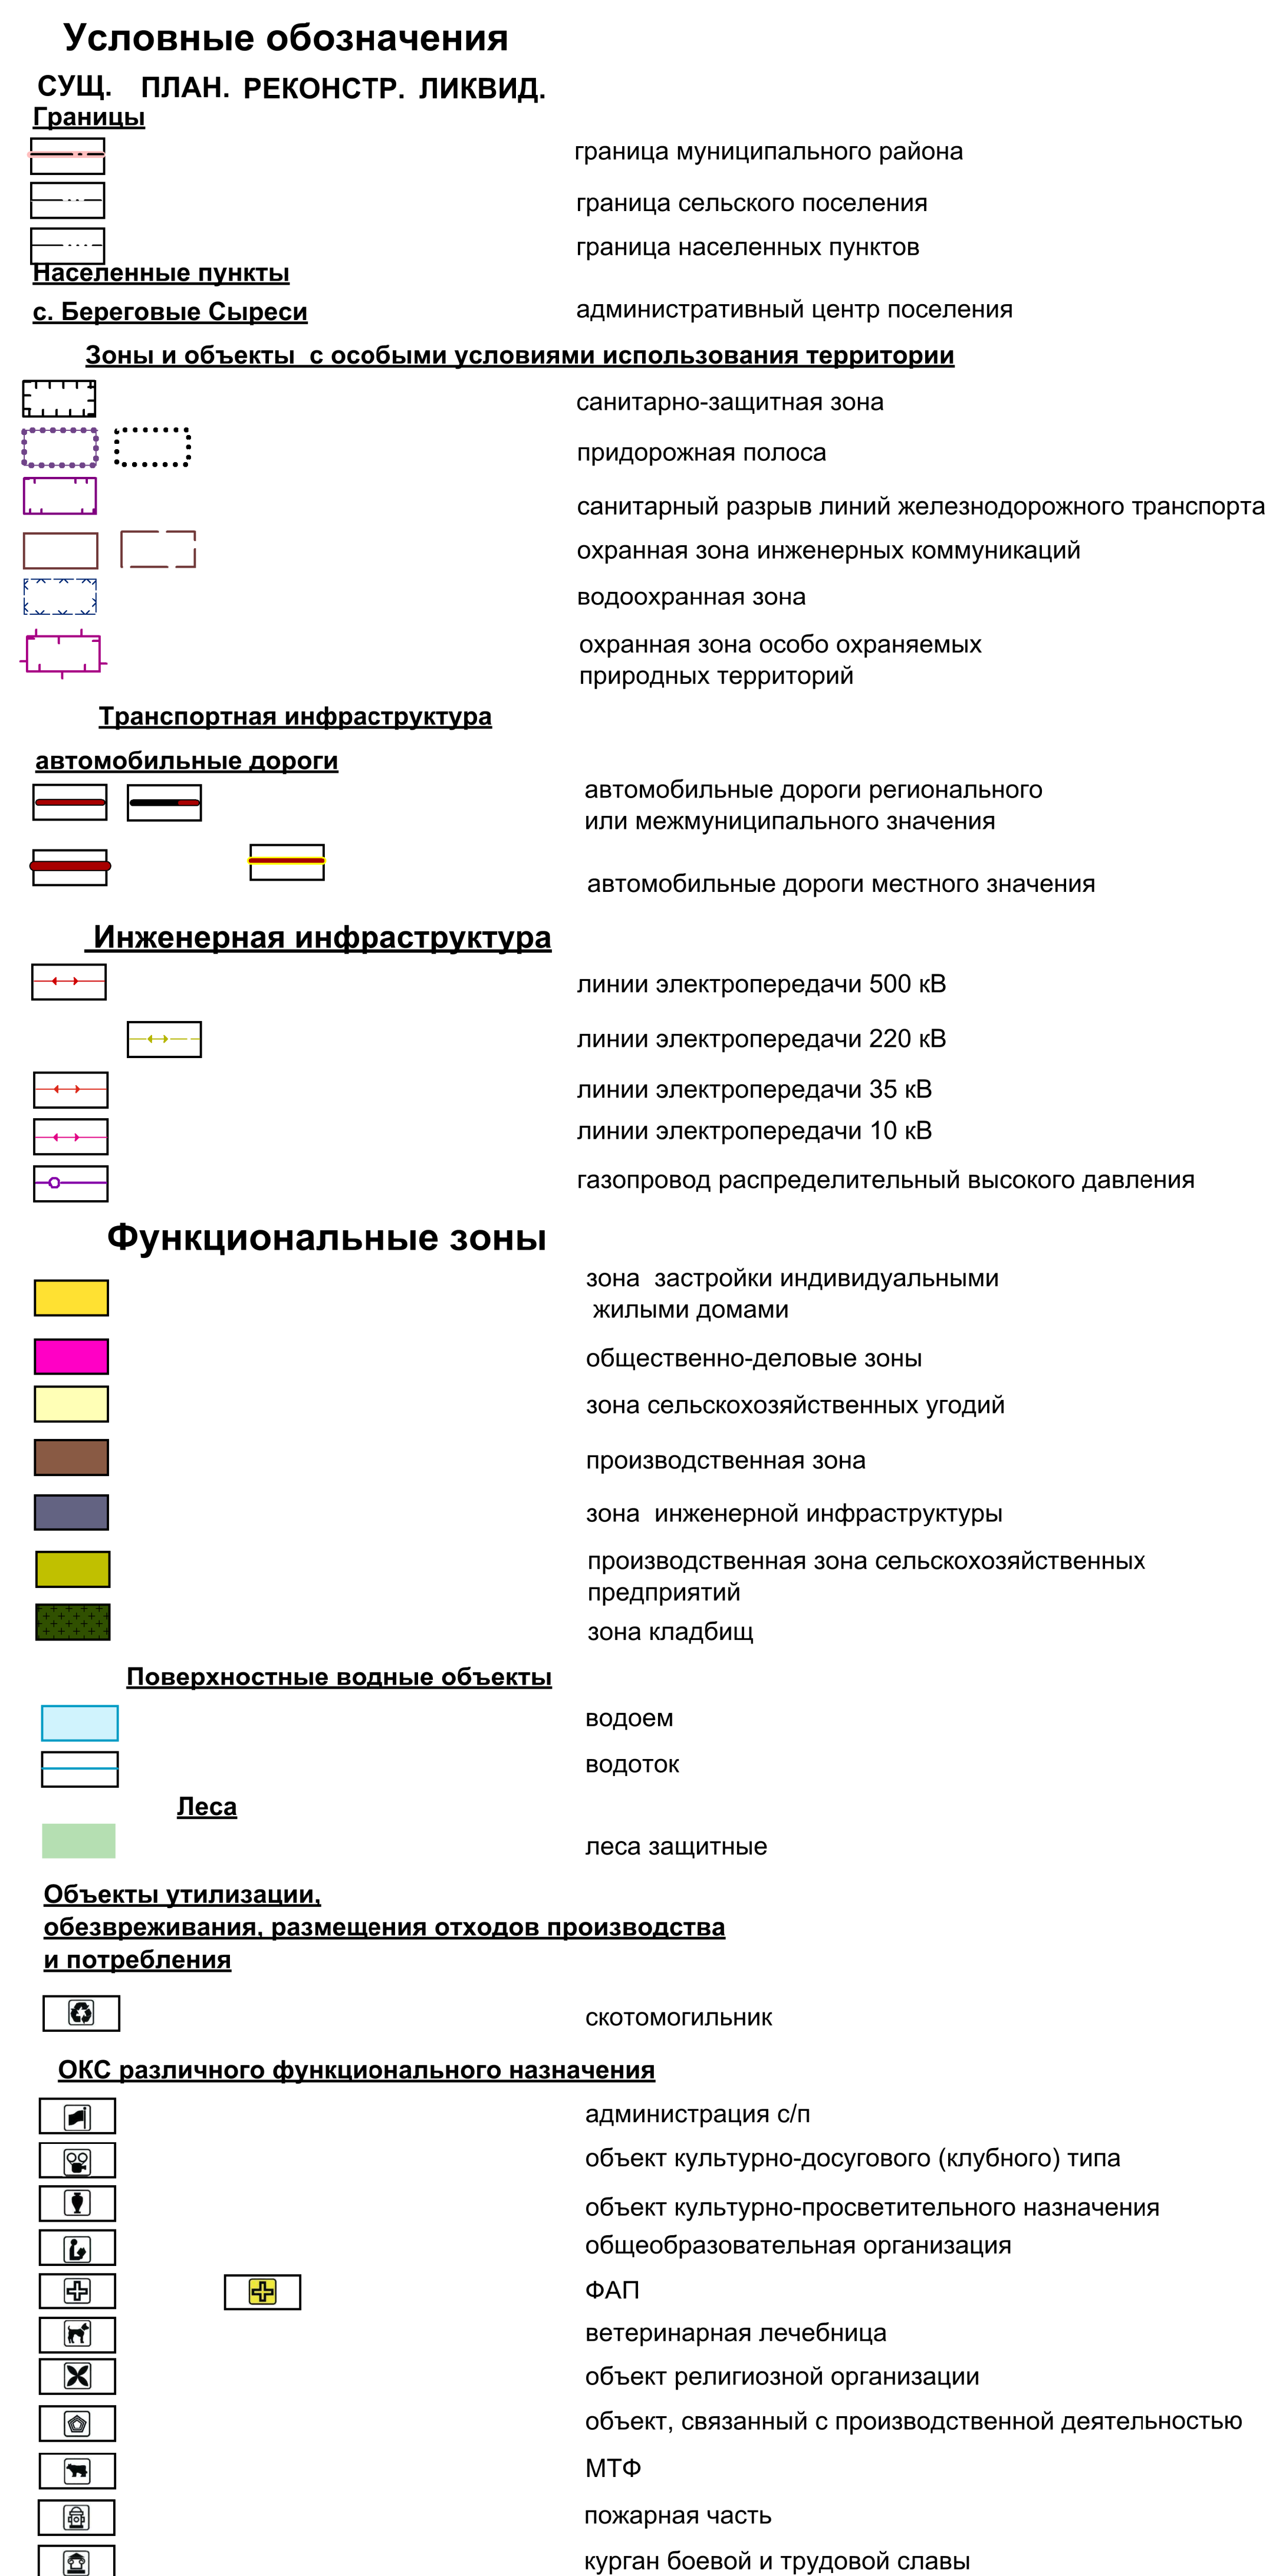 Условные обозначения
СУЩ. ПЛАН. РЕКОНСТР. ЛИКВИД.
Границы
граница муниципального района
граница сельского поселения
граница населенных пунктов
Населенные пункты
с. Береговые Сыреси административный центр поселения
Зоны и объекты с особыми условиями использования территории
санитарно-защитная зона
придорожная полоса
санитарный разрыв линий железнодорожного транспорта
охранная зона инженерных коммуникаций
водоохранная зона
охранная зона особо охраняемых
природных территорий
Транспортная инфраструктура
автомобильные дороги
автомобильные дороги регионального
или межмуниципального значения
автомобильные дороги местного значения
Инженерная инфраструктура
линии электропередачи 500 кВ
линии электропередачи 220 кВ
линии электропередачи 35 кВ
линии электропередачи 10 кВ
газопровод распределительный высокого давления
Функциональные зоны
зона застройки индивидуальными
жилыми домами
общественно-деловые зоны
зона сельскохозяйственных угодий
производственная зона
зона инженерной инфраструктуры
производственная зона сельскохозяйственных
предприятий
зона кладбищ
Поверхностные водные объекты
водоем
водоток
Леса
леса защитные
Объекты утилизации,
обезвреживания, размещения отходов производства
и потребления
скотомогильник
ОКС различного функционального назначения
администрация с/п
объект культурно-досугового (клубного) типа
объект культурно-просветительного назначения
общеобразовательная организация
ФАП
ветеринарная лечебница
объект религиозной организации
объект, связанный с производственной деятельностью
МТФ
пожарная часть
курган боевой и трудовой славы